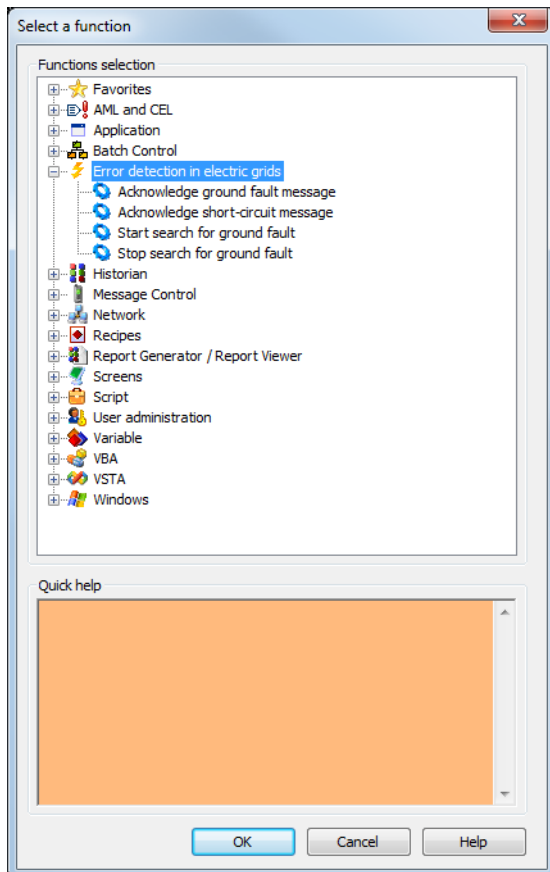 Select a function
Functions selection
Favorites
AML and CEL
Application
Batch Control
Error detection in electric grids
Acknowledge ground fault message
Acknowledge short-circuit message
Start search for ground fault
Stop search for ground fault
Historian
Message Control
Network
Recipes
Report Generator / Report Viewer
Screens
Script
User administration
Variable
VBA
VSTA
Windows
Quick help
OK Cancel Help